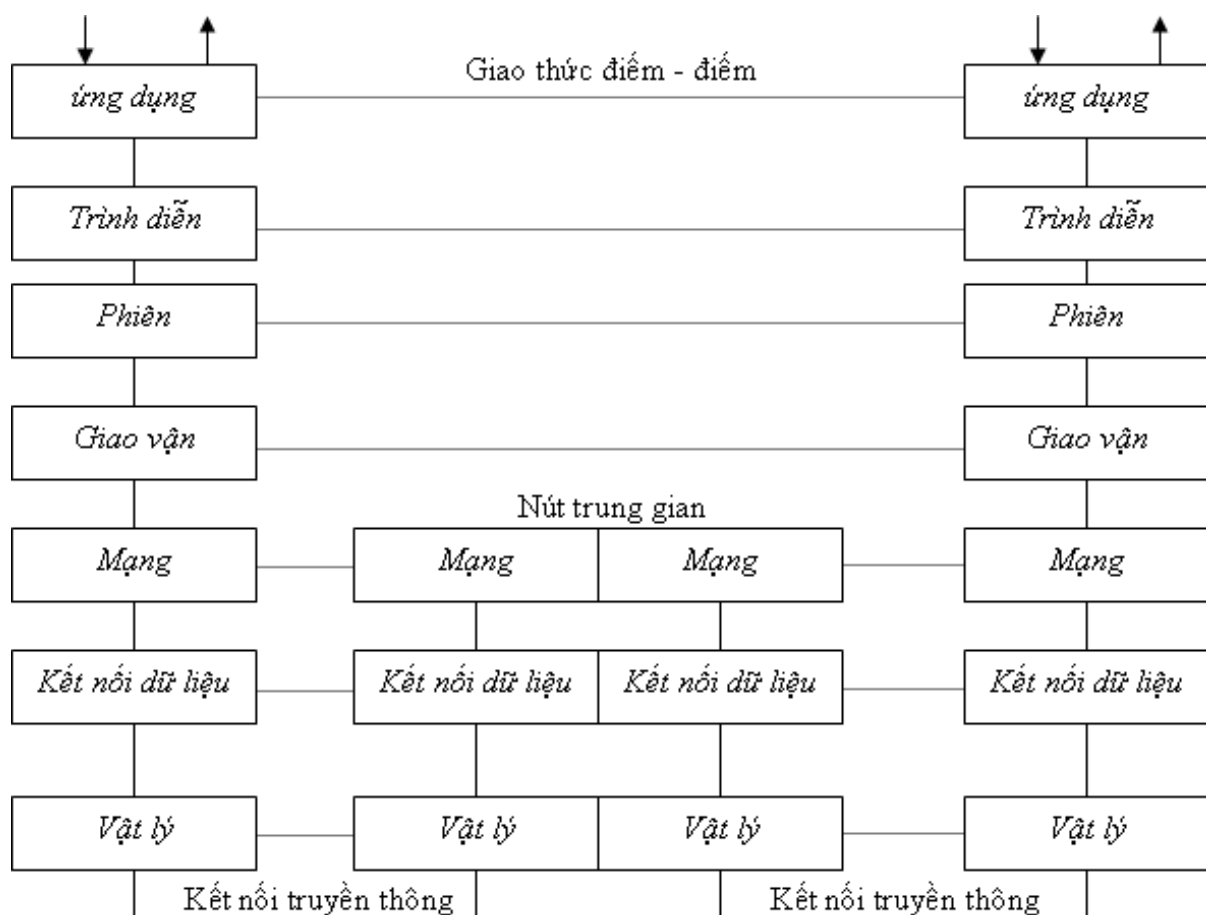 Giao thức điểm - điểm
ứng dụng ứng dụng
Trình diễn Trình diễn
Phiên Phiên
Giao vận Giao vận
Nút trung gian
Mạng Mạng Mạng Mạng
Kết nối dữ liệu Kết nối dữ liệu Kết nối dữ liệu Kết nối dữ liệu
Vật lý Vật lý Vật lý Vật lý
Kết nối truyền thông Kết nối truyền thông